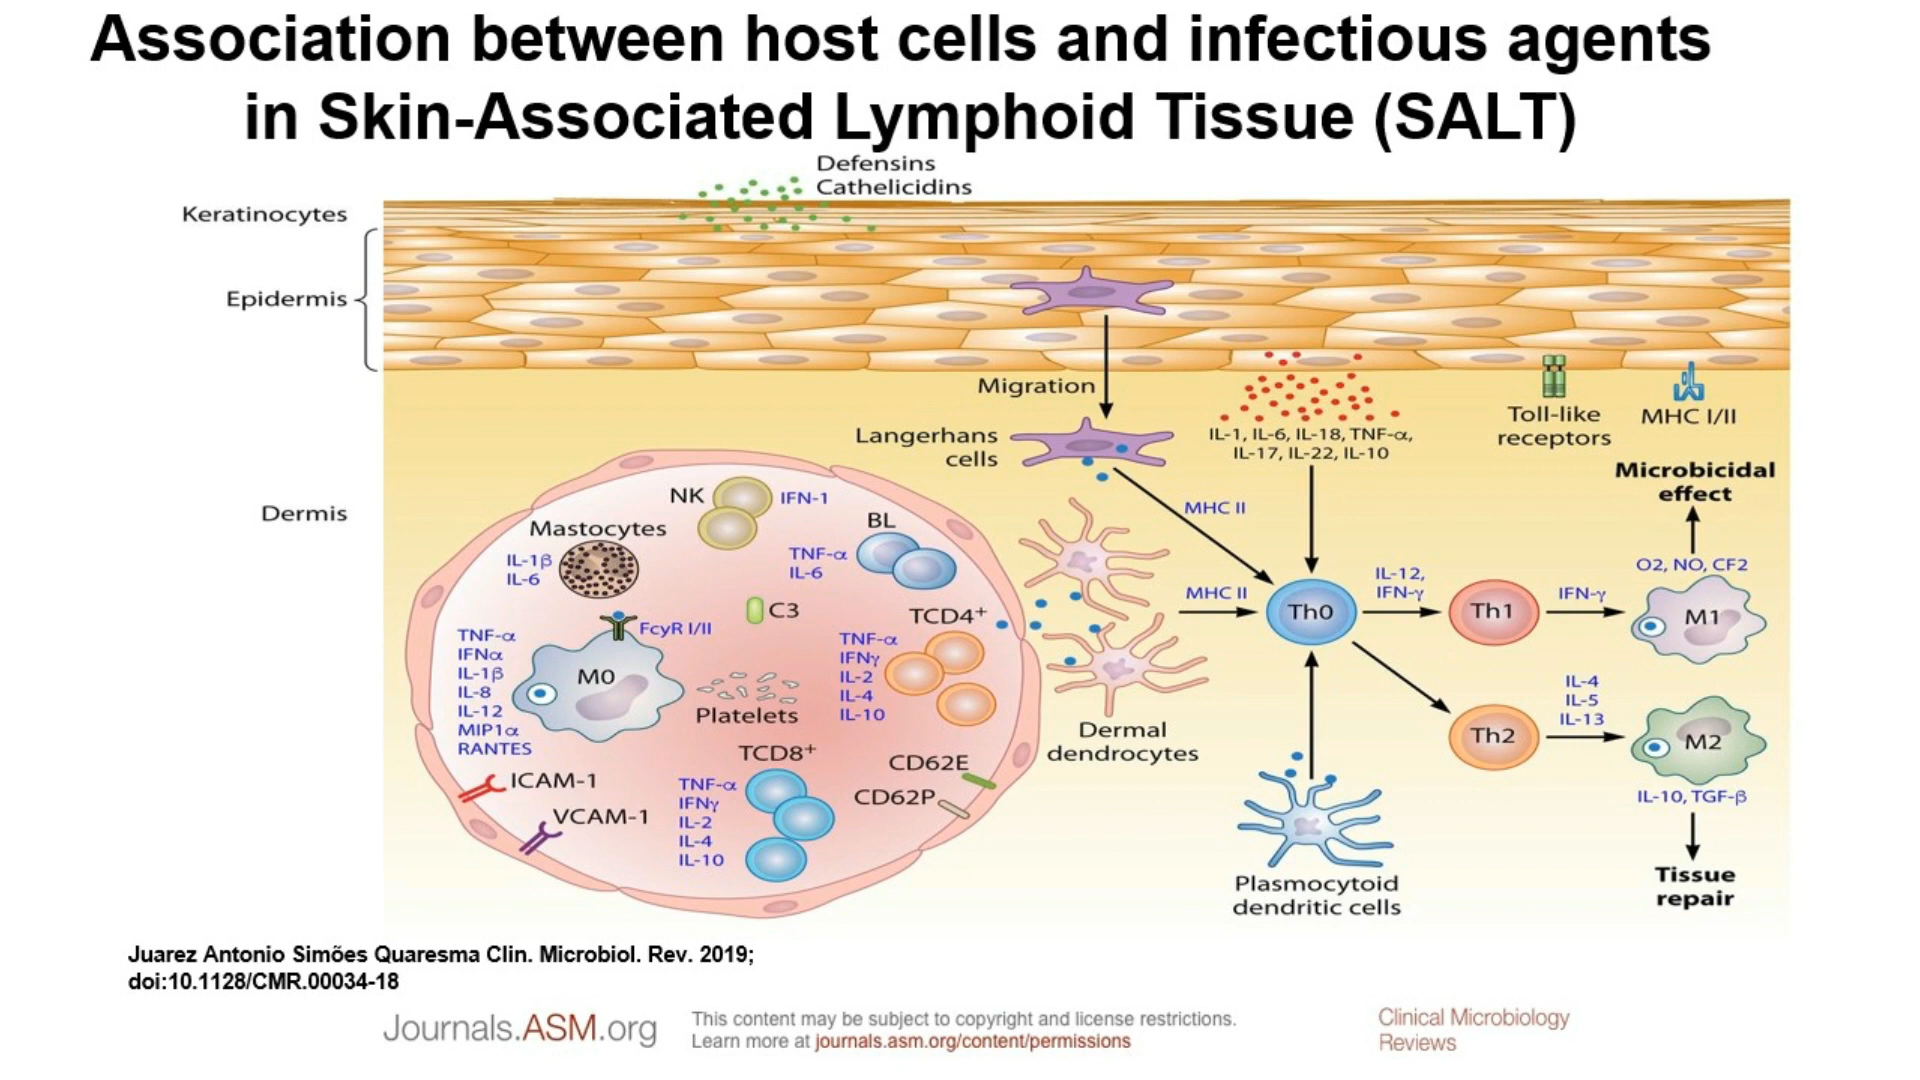 Association between host cells and infectious agents
in Skin-Associated Lymphoid Tissue (SALT)
Defensins
Cathelicidins
Keratinocytes
Epidermis
Migration
Langerhans
cells
IL-1, IL-6, IL-18, TNF-α,
IL-17, IL-22, IL-10
Toll-like
receptors
MHC I/II
Microbicidal
effect
Dermis
NK
IFN-1
Mastocytes
IL-1β
IL-6
BL
TNF-α
IL-6
MHC II
O2, NO, CF2
C3
TCD4+
FcyR I/II
TNF-α
IFNα
IL-1β
IL-8
IL-12
MIP1α
RANTES
M0
Platelets
TNF-α
IFNγ
IL-2
IL-4
IL-10
MHC II
Th0
IL-12,
IFN-γ
Th1
IFN-γ
M1
Dermal
dendrocytes
Th2
IL-4
IL-5
IL-13
M2
IL-10, TGF-β
Tissue
repair
TCD8+
TNF-α
IFNγ
IL-2
IL-4
IL-10
CD62E
CD62P
ICAM-1
VCAM-1
Plasmocytoid
dendritic cells
Juarez Antonio Simões Quaresma Clin. Microbiol. Rev. 2019;
doi:10.1128/CMR.00034-18
Journals.ASM.org
This content may be subject to copyright and license restrictions.
Learn more at journals.asm.org/content/permissions
Clinical Microbiology
Reviews